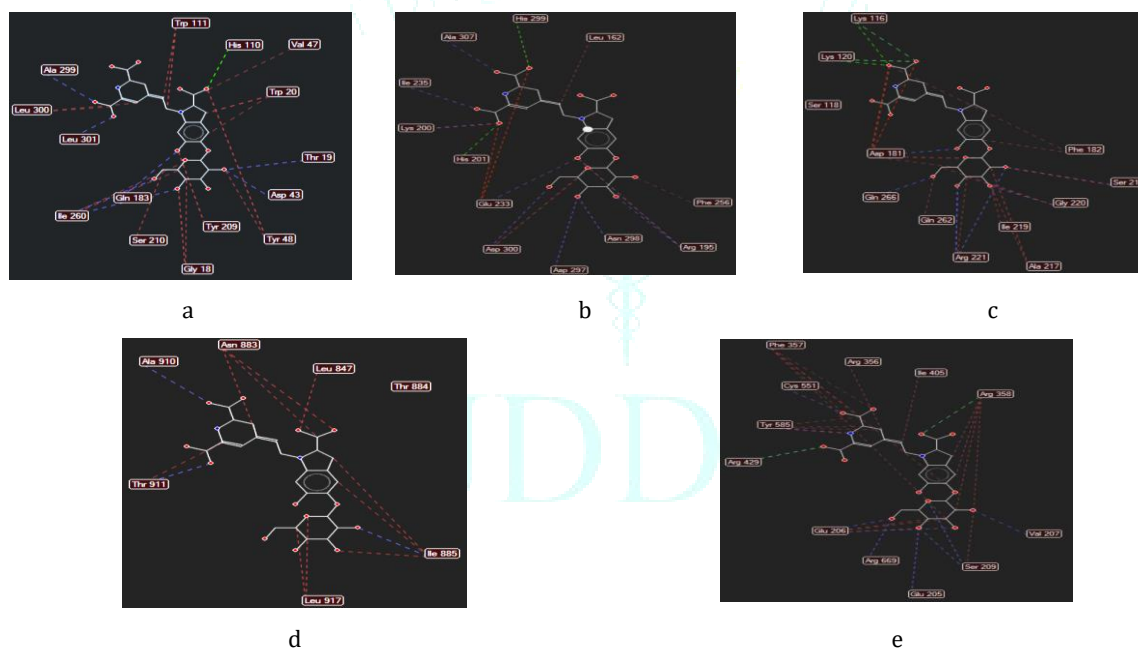 Trp 111
His 110
Val 47
Ala 299
Trp 20
Leu 300
Leu 301
Thr 19
Asp 43
Gln 183
Ile 260
Ser 210
Tyr 209
Tyr 48
Gly 18
a
His 299
Ala 307
Leu 162
Ile 235
Lys 200
His 201
Glu 233
Phe 256
Asp 300
Asn 298
Arg 195
Asp 297
b
Lys 116
Lys 120
Ser 118
Phe 182
Asp 181
Ser 21
Gln 266
Gly 220
Gln 262
Ile 219
Arg 221
Ala 217
c
Asn 883
Ala 910
Leu 847
Thr 884
Thr 911
Ile 885
Leu 917
d
Phe 357
Arg 356
Ile 405
Cys 551
Arg 358
Tyr 585
Arg 429
Glu 206
Val 207
Arg 669
Ser 209
Glu 205
e
JDD